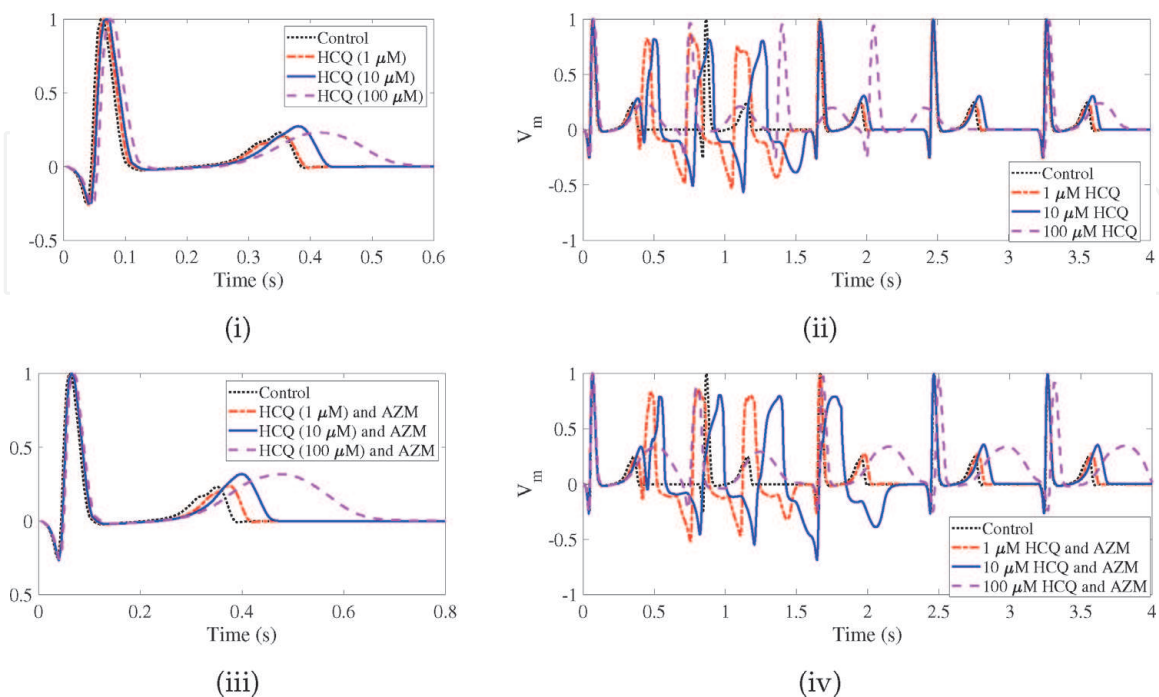 1
0.5
0
-0.5
0
0.1
0.2
0.3
0.4
0.5
0.6
Time (s)
Control
HCQ (1 μM)
HCQ (10 μM)
HCQ (100 μM)
(i)
1
0.5
0
-0.5
-1
V_m
0
0.5
1
1.5
2
2.5
3
3.5
4
Time (s)
Control
1 μM HCQ
10 μM HCQ
100 μM HCQ
(ii)
1
0.5
0
0.5
0
0.2
0.4
0.6
0.8
Time (s)
Control
HCQ (1 μM) and AZM
HCQ (10 μM) and AZM
HCQ (100 μM) and AZM
(iii)
1
0.5
0
-0.5
-1
V_m
0
0.5
1
1.5
2
2.5
3
3.5
4
Time (s)
Control
1 μM HCQ and AZM
10 μM HCQ and AZM
100 μM HCQ and AZM
(iv)